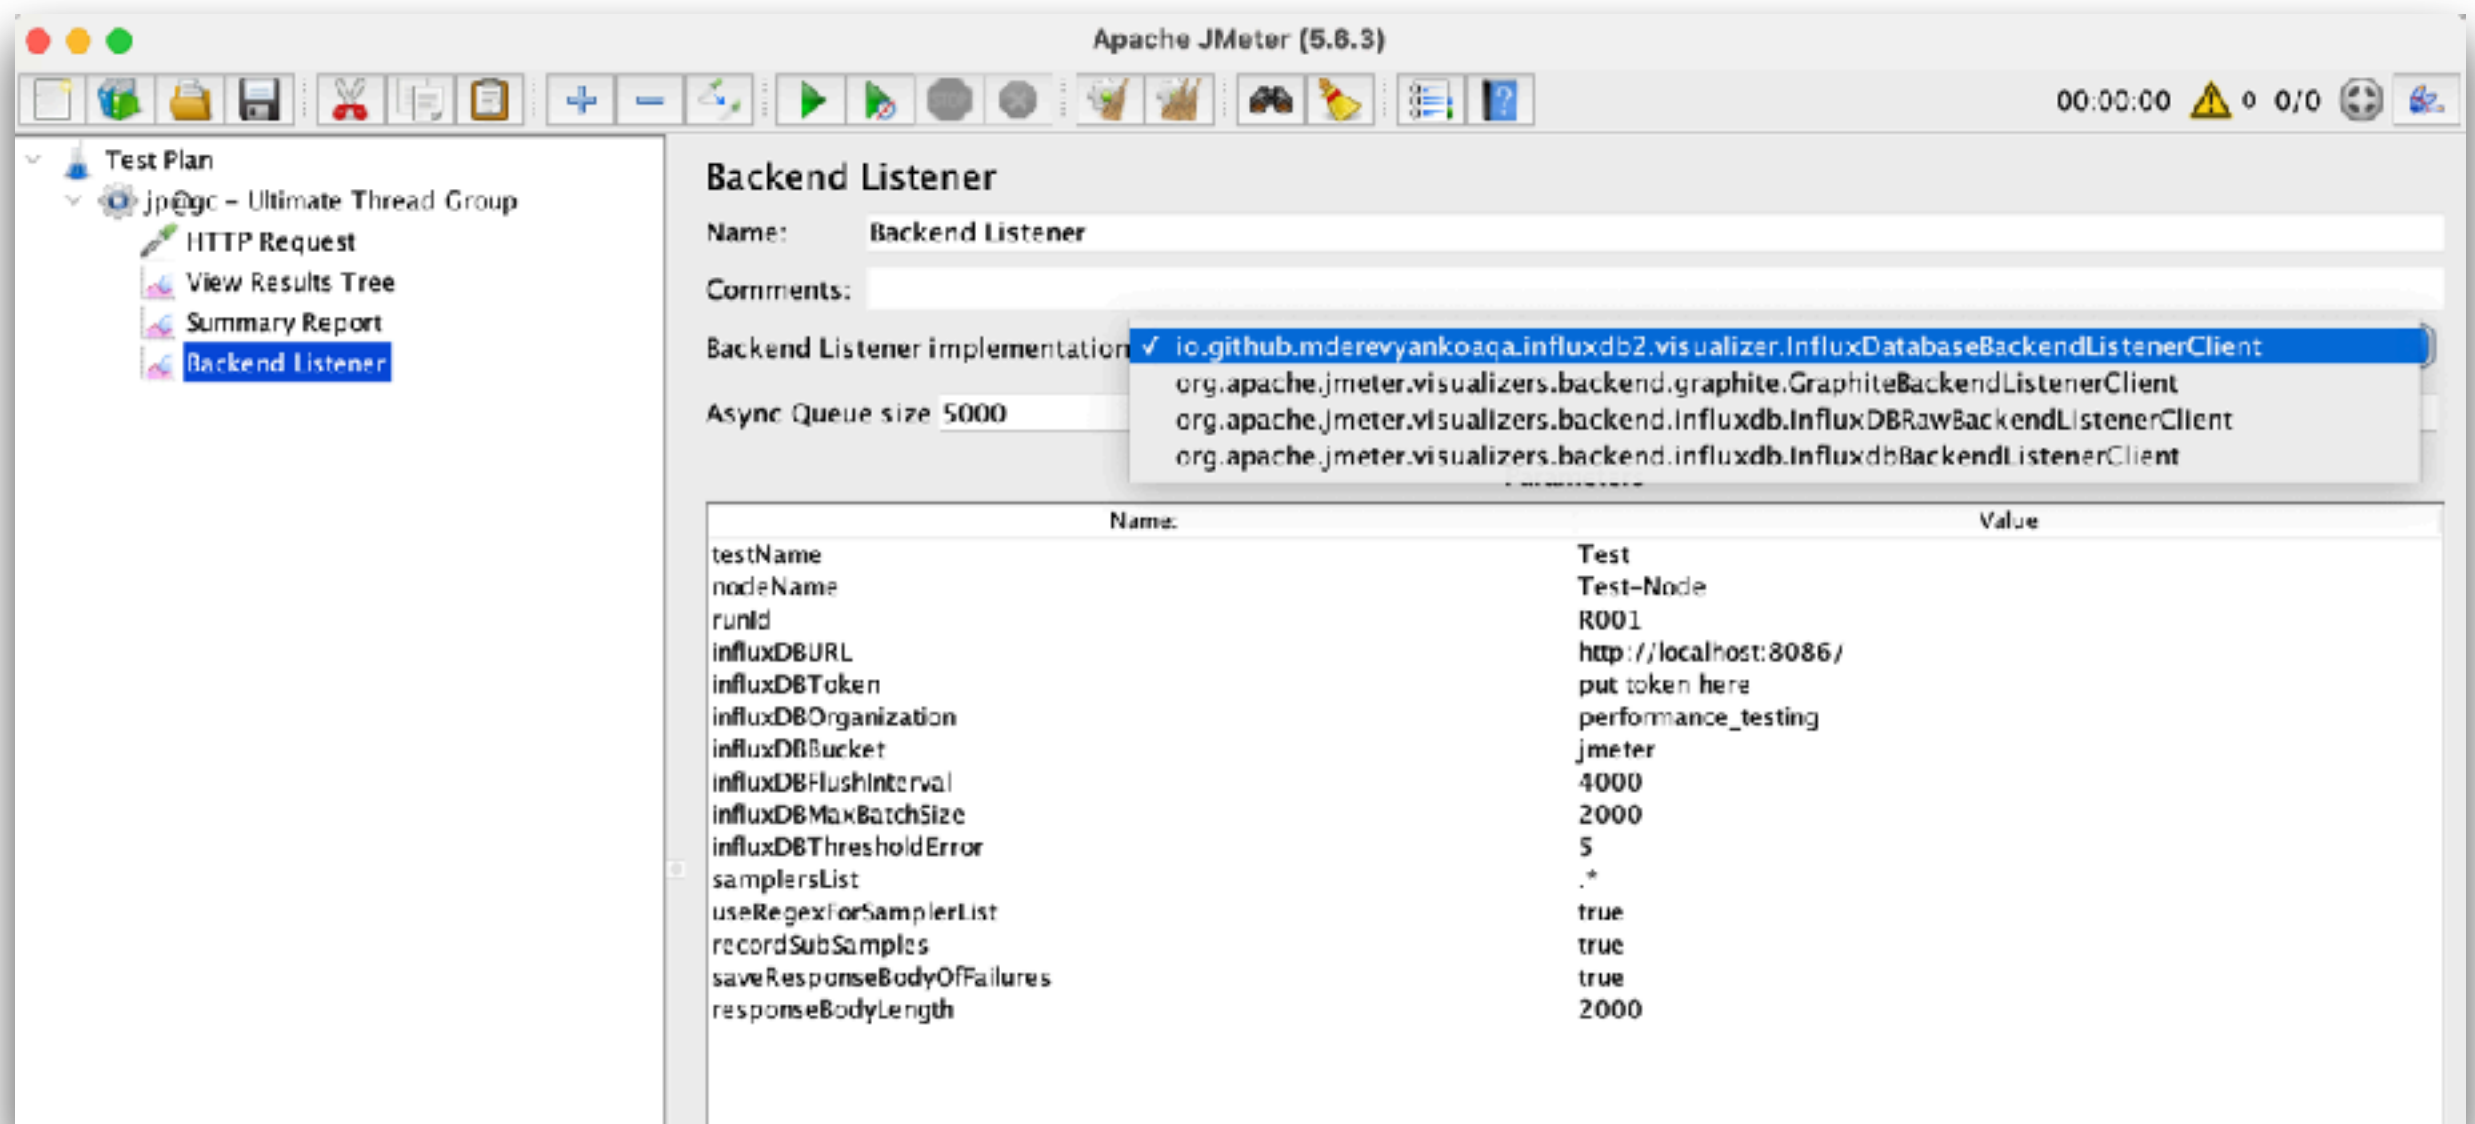 Apache JMeter (5.6.3)
00:00:00 0 0/0
Test Plan
jp@gc - Ultimate Thread Group
HTTP Request
View Results Tree
Summary Report
Backend Listener
Backend Listener
Name: Backend Listener
Comments:
Backend Listener implementation
✓ io.github.mderevyankoaqa.influxdb2.visualizer.InfluxDatabaseBackendListenerClient
org.apache.jmeter.visualizers.backend.graphite.GraphiteBackendListenerClient
org.apache.jmeter.visualizers.backend.influxdb.InfluxDBRawBackendListenerClient
org.apache.jmeter.visualizers.backend.influxdb.InfluxdbBackendListenerClient
Async Queue size 5000
Name: Value
testName Test
nodeName Test-Node
runId R001
influxDBURL http://localhost:8086/
influxDBToken put token here
influxDBOrganization performance_testing
influxDBBucket jmeter
influxDBFlushInterval 4000
influxDBMaxBatchSize 2000
influxDBThresholdError 5
samplersList .*
useRegexForSamplerList true
recordSubSamples true
saveResponseBodyOfFailures true
responseBodyLength 2000